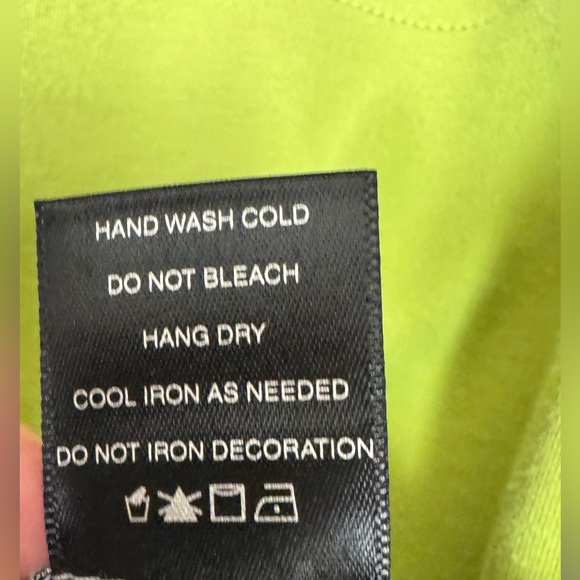 HAND WASH COLD
DO NOT BLEACH
HANG DRY
COOL IRON AS NEEDED
DO NOT IRON DECORATION